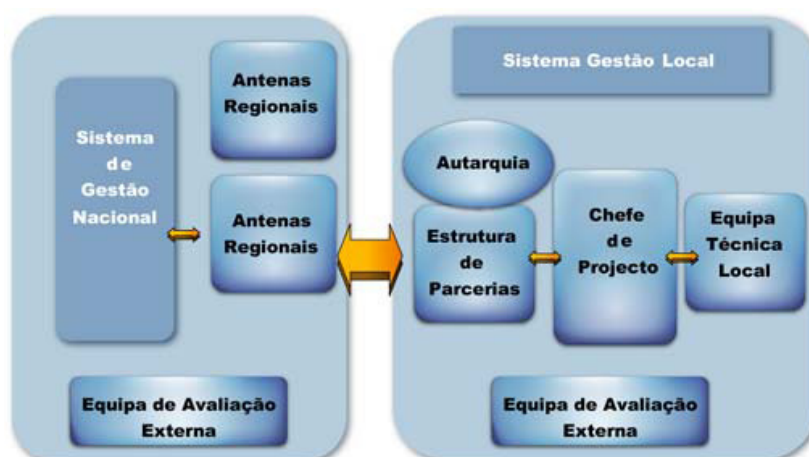 Sistema
de
Gestão
Nacional
Antenas
Regionais
Antenas
Regionais
Equipa de Avaliação
Externa
Sistema Gestão Local
Autarquia
Estrutura
de
Parcerias
Chefe
de
Projecto
Equipa
Técnica
Local
Equipa de Avaliação
Externa